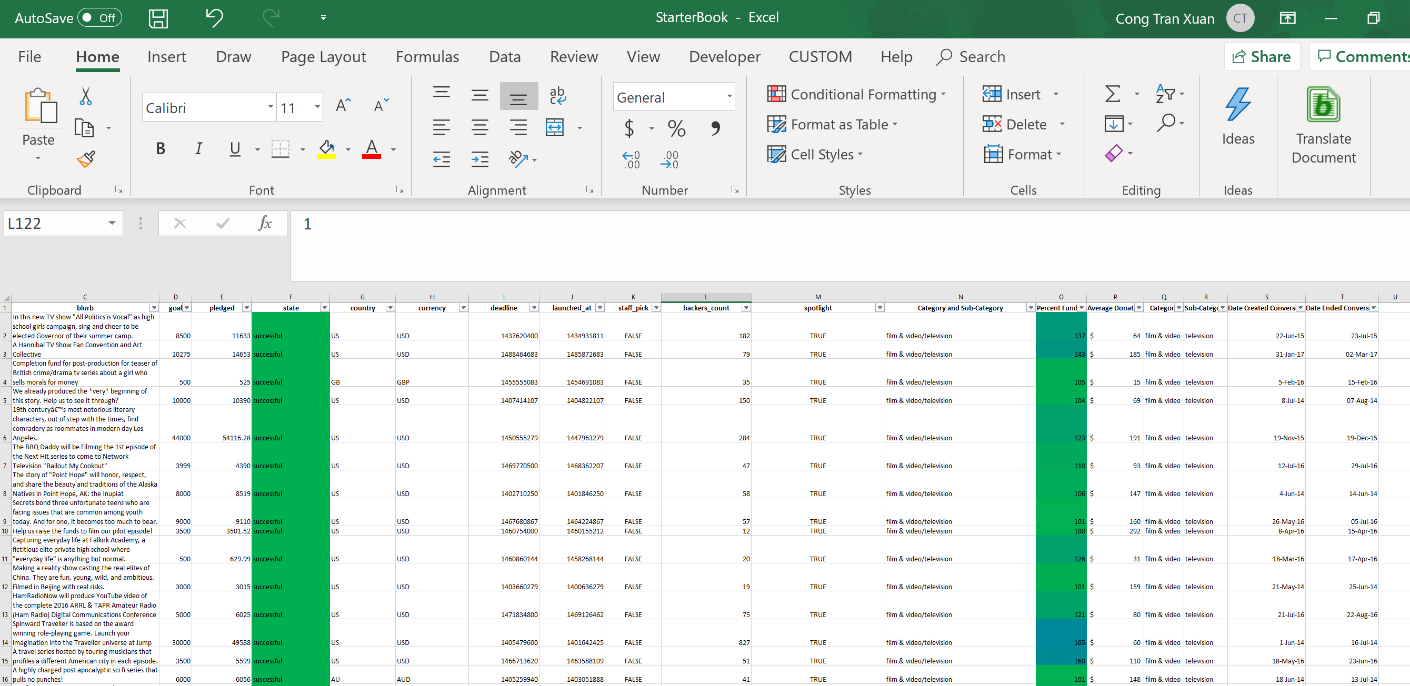 AutoSave Off StarterBook - Excel Cong Tran Xuan CT
File Home Insert Draw Page Layout Formulas Data Review View Developer CUSTOM Help Search Share Comments
Calibri 11 A A ab c General Conditional Formatting Insert
Paste $ % , Format as Table Delete Ideas Translate Document
B I U A .00 .00 Cell Styles Format
Clipboard Font Alignment Number Styles Cells Editing Ideas
L122 fx 1
C D E F G H I J K L M N O P Q R S T U
1 blurb goal pledged state country currency deadline launched_at staff_pick backers_count spotlight Category and Sub-Category Percent Fund Average Donat Categor Sub-Catego Date Created Convers Date Ended Convers
In this new TV show "All Politics is Vocal" as high
school girls campaign, sing and cheer to be
2 elected Governor of their summer camp. 8500 11633 successful US USD 1437620400 1434931811 FALSE 182 TRUE film & video/television 137 $ 64 film & video television 22-Jun-15 23-Jul-15
A Hannibal TV Show Fan Convention and Art
3 Collective 10275 14653 successful US USD 1488464683 1485872683 FALSE 79 TRUE film & video/television 143 $ 185 film & video television 31-Jan-17 02-Mar-17
Completion fund for post-production for teaser of
British crime/drama tv series about a girl who
4 sells morals for money 500 525 successful GB GBP 1455555083 1454691083 FALSE 35 TRUE film & video/television 105 $ 15 film & video television 5-Feb-16 15-Feb-16
We already produced the *very* beginning of
5 this story. Help us to see it through? 10000 10390 successful US USD 1407414107 1404822107 FALSE 150 TRUE film & video/television 104 $ 69 film & video television 8-Jul-14 07-Aug-14
19th centuryâ€™s most notorious literary
characters, out of step with the times, find
comradery as roommates in modern day Los
6 Angeles. 44000 54116.28 successful US USD 1450555279 1447963279 FALSE 284 TRUE film & video/television 123 $ 191 film & video television 19-Nov-15 19-Dec-15
The BBQ Daddy will be Filming the 1st episode of
the Next Hit series to come to Network
7 Television "Bailout My Cookout" 3999 4390 successful US USD 1469770500 1468362207 FALSE 47 TRUE film & video/television 110 $ 93 film & video television 12-Jul-16 29-Jul-16
The story of "Point Hope" will honor, respect,
and share the beauty and traditions of the Alaska
8 Natives in Point Hope, AK: the Inupiat 8000 8519 successful US USD 1402710250 1401846250 FALSE 58 TRUE film & video/television 106 $ 147 film & video television 4-Jun-14 14-Jun-14
Secrets bond three unfortunate teens who are
facing issues that are common among youth
9 today. And for one, it becomes too much to bear. 9000 9110 successful US USD 1467680867 1464224867 FALSE 57 TRUE film & video/television 101 $ 160 film & video television 26-May-16 05-Jul-16
10 Help us raise the funds to film our pilot episode! 3500 3501.52 successful US USD 1460754000 1460155212 FALSE 12 TRUE film & video/television 100 $ 292 film & video television 8-Apr-16 15-Apr-16
Capturing everyday life at Falkirk Academy, a
fictitious elite private high school where
11 "everyday life" is anything but normal. 500 629.99 successful US USD 1460860144 1458268144 FALSE 20 TRUE film & video/television 126 $ 31 film & video television 18-Mar-16 17-Apr-16
Making a reality show casting the real elites of
China. They are fun, young, wild, and ambitious.
12 Filmed in Beijing with real risks. 3000 3015 successful US USD 1403660279 1400636279 FALSE 19 TRUE film & video/television 101 $ 159 film & video television 21-May-14 25-Jun-14
HamRadioNow will produce YouTube video of
the complete 2016 ARRL & TAPR Amateur Radio
13 (Ham Radio) Digital Communications Conference 5000 6025 successful US USD 1471834800 1469126462 FALSE 75 TRUE film & video/television 121 $ 80 film & video television 21-Jul-16 22-Aug-16
Spinward Traveller is based on the award
winning role-playing game. Launch your
14 imagination into the Traveller universe at Jump 30000 49588 successful US USD 1405479600 1401642425 FALSE 827 TRUE film & video/television 165 $ 60 film & video television 1-Jun-14 16-Jul-14
A travel series hosted by touring musicians that
15 profiles a different American city in each episode. 3500 5599 successful US USD 1466713620 1463588109 FALSE 51 TRUE film & video/television 160 $ 110 film & video television 18-May-16 23-Jun-16
A highly charged post apocalyptic sci fi series that
16 pulls no punches! 6000 6056 successful AU AUD 1405259940 1403051888 FALSE 41 TRUE film & video/television 101 $ 148 film & video television 18 Jun 14 13 Jul 14